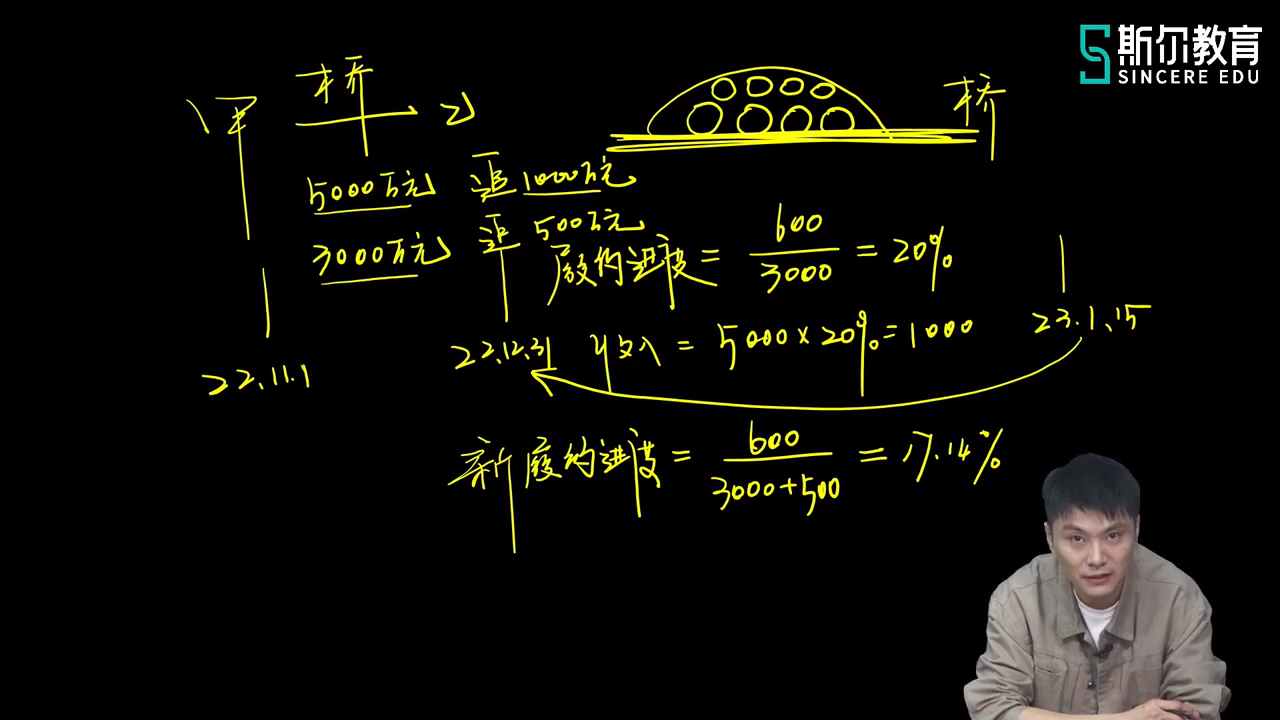 斯尔教育
SINCERE EDU
甲 桥 乙
桥
5000万元 追1000万元
3000万元 追 500万元
履约进度 = 600/3000 = 20%
22.11.1
22.12.31 收入 = 5000×20%=1000
23.1.15
新履约进度 = 600/3000+500 = 17.14%